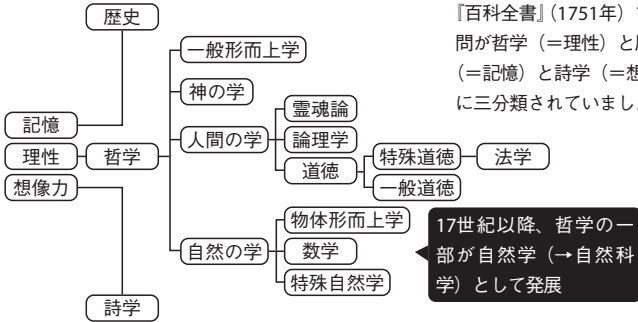 歴史
『百科全書』（1751年）
問が哲学（＝理性）と
（＝記憶）と詩学（＝
に三分類されていまし
一般形而上学
神の学
人間の学
霊魂論
論理学
道徳
特殊道徳
法学
一般道徳
記憶
理性
哲学
想像力
自然の学
物体形而上学
数学
特殊自然学
17世紀以降、哲学の一
部が自然学（→自然科
学）として発展
詩学